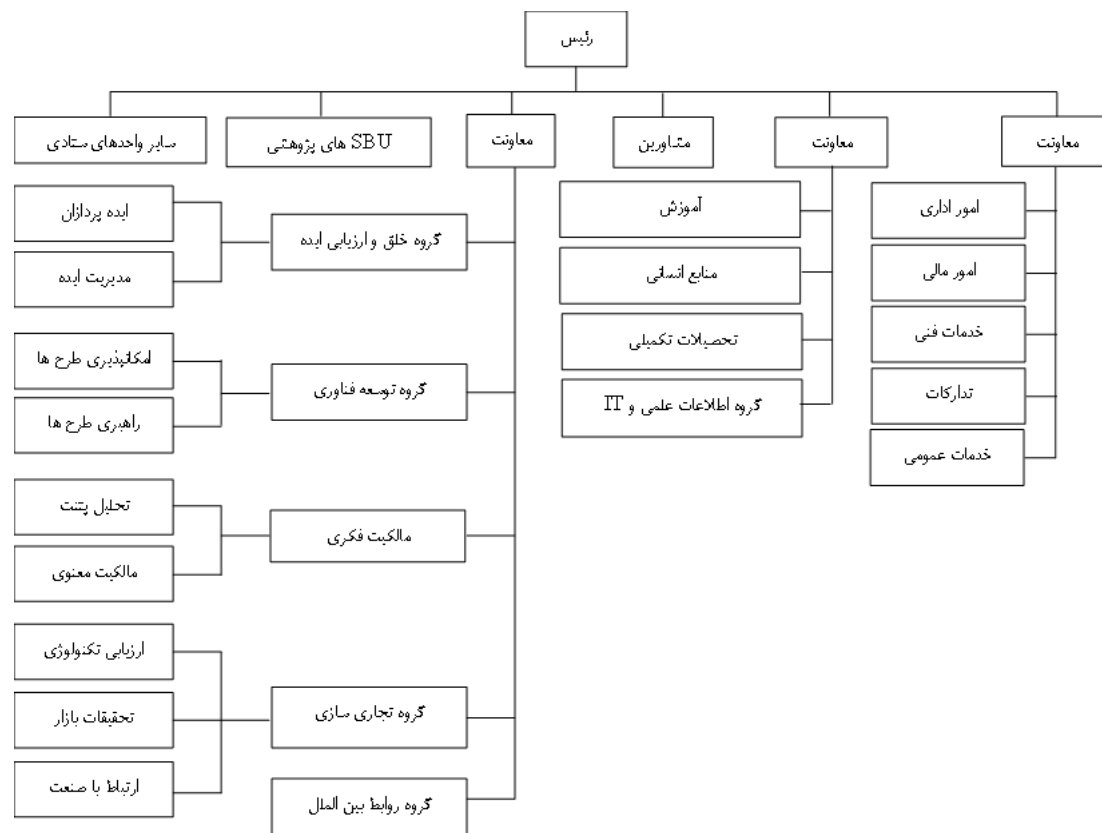 رئیس
معاونت
معاونت
مشاورین
معاونت
SBU های پژوهشی
سایر واحدهای ستادی
امور اداری
امور مالی
خدمات فنی
تدارکات
خدمات عمومی
آموزش
منابع انسانی
تحصیلات تکمیلی
گروه اطلاعات علمی و IT
گروه خلق و ارزیابی ایده
ایده پردازان
مدیریت ایده
گروه توسعه فناوری
امکانپذیری طرح ها
راهبری طرح ها
مالکیت فکری
تحلیل پتنت
مالکیت معنوی
گروه تجاری سازی
ارزیابی تکنولوژی
تحقیقات بازار
ارتباط با صنعت
گروه روابط بین الملل